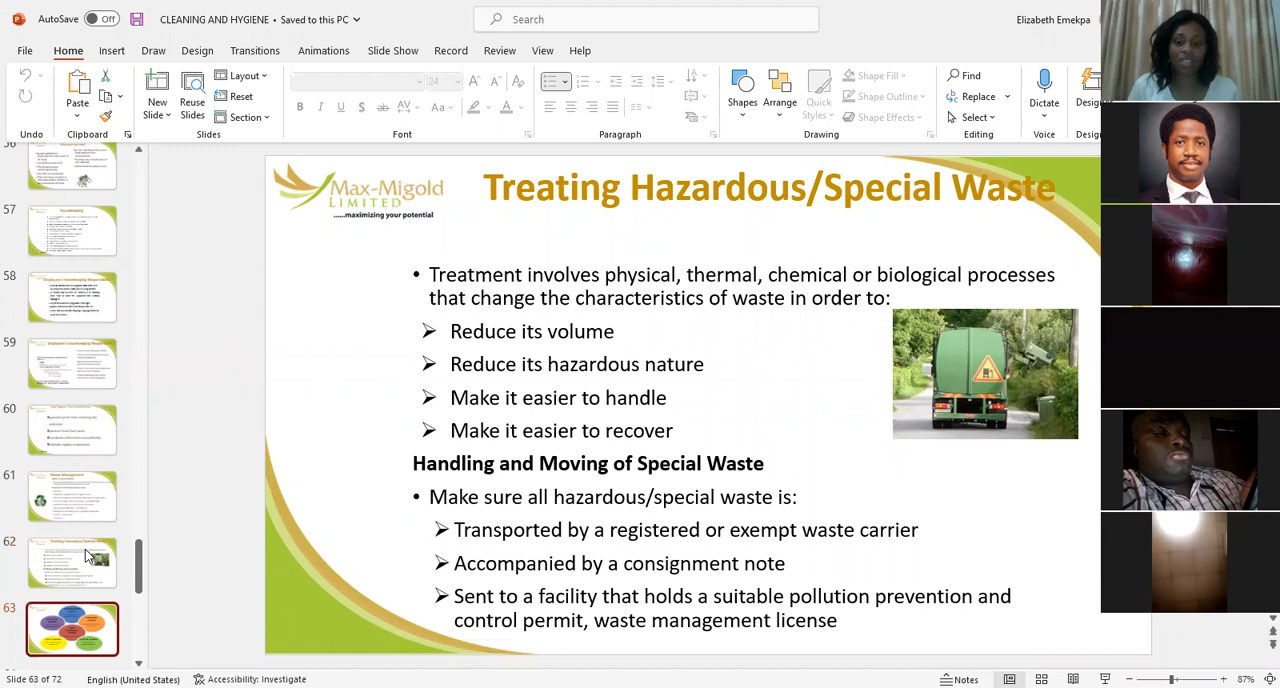 AutoSave Off CLEANING AND HYGIENE • Saved to this PC Search Elizabeth Emekpa
File Home Insert Draw Design Transitions Animations Slide Show Record Review View Help
Paste New Slide Reuse Slides Layout Reset Section 24 Shapes Arrange Quick Styles Shape Fill Shape Outline Shape Effects Find Replace Select Dictate
Undo Clipboard Slides Font Paragraph Drawing Editing Voice
Max-Migold
LIMITED
......maximizing your potential
Treating Hazardous/Special Waste
• Treatment involves physical, thermal, chemical or biological processes
that change the characteristics of waste in order to:
Reduce its volume
hazardous nature
Make it easier to handle
Make it easier to recover
Handling and Moving of Special Waste
• Make sure all hazardous/special waste is:
Transported by a registered or exempt waste carrier
Accompanied by a consignment note
Sent to a facility that holds a suitable pollution prevention and
control permit, waste management license
57
58
59
60
61
Waste Management
62
63
Slide 63 of 72 English (United States) Accessibility: Investigate Notes 87%